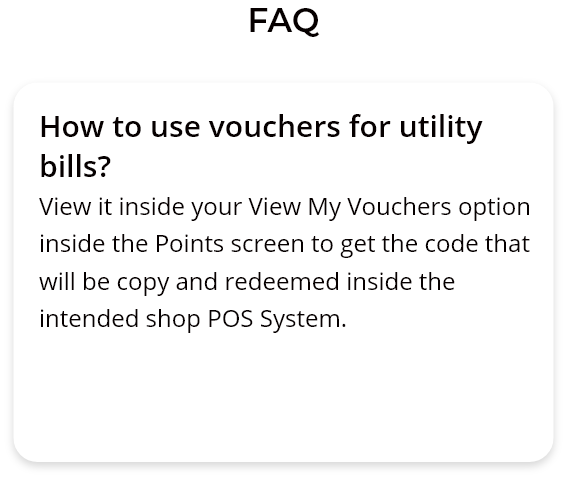 FAQ
How to use vouchers for utility
bills?
View it inside your View My Vouchers option
inside the Points screen to get the code that
will be copy and redeemed inside the
intended shop POS System.